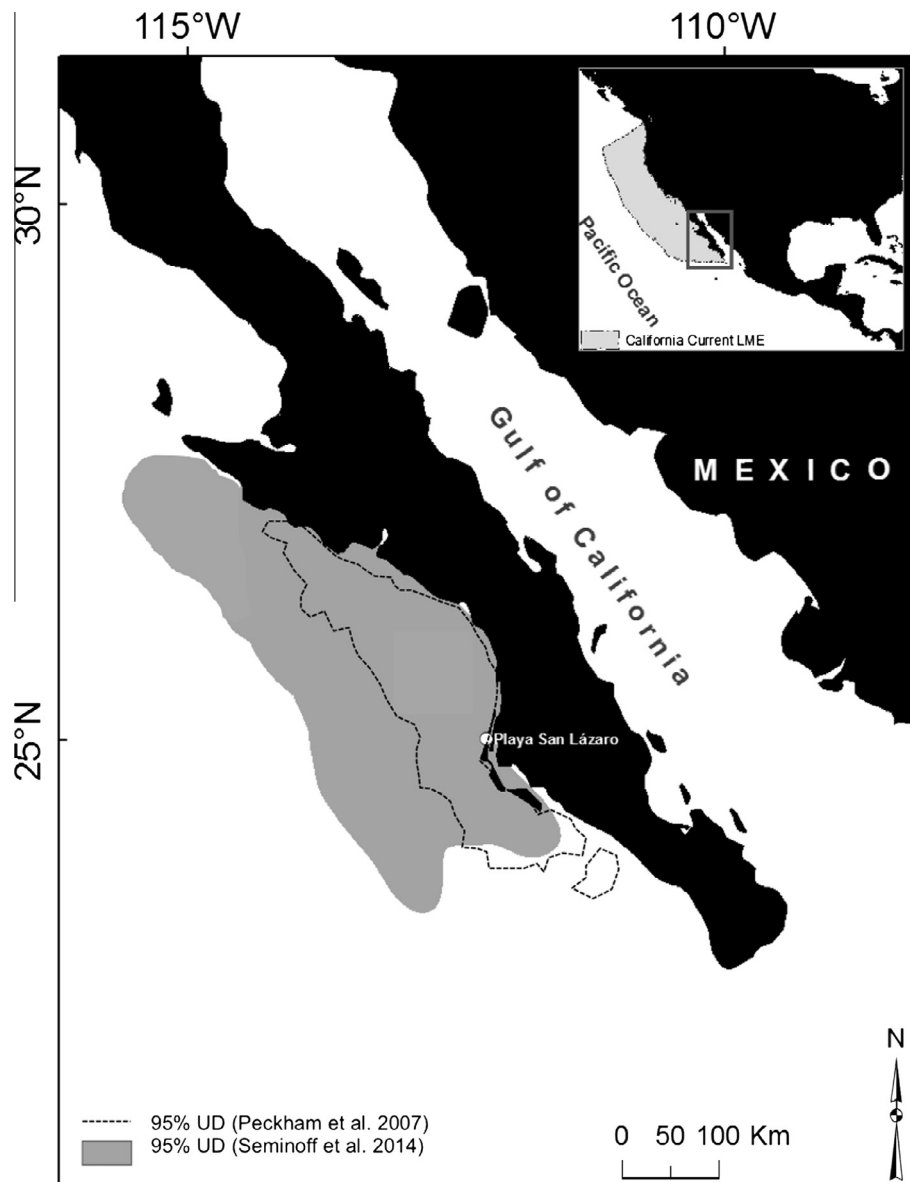 115°W 110°W
30°N
25°N
Pacific Ocean
California Current LME
Gulf of California
MEXICO
Playa San Lázaro
N
95% UD (Peckham et al. 2007)
95% UD (Seminoff et al. 2014)
0 50 100 Km